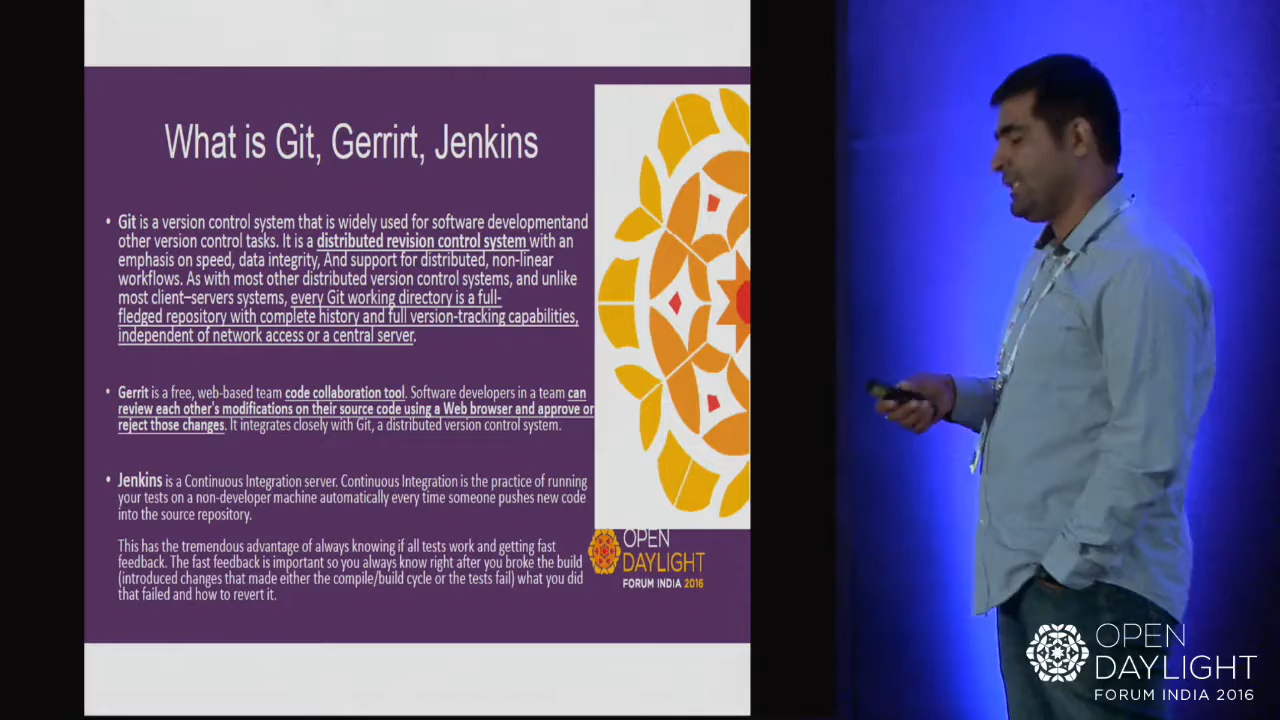 What is Git, Gerrirt, Jenkins
• Git is a version control system that is widely used for software developmentand
other version control tasks. It is a distributed revision control system with an
emphasis on speed, data integrity, And support for distributed, non-linear
workflows. As with most other distributed version control systems, and unlike
most client–servers systems, every Git working directory is a full-
fledged repository with complete history and full version-tracking capabilities,
independent of network access or a central server.
• Gerrit is a free, web-based team code collaboration tool. Software developers in a team can
review each other's modifications on their source code using a Web browser and approve or
reject those changes. It integrates closely with Git, a distributed version control system.
• Jenkins is a Continuous Integration server. Continuous Integration is the practice of running
your tests on a non-developer machine automatically every time someone pushes new code
into the source repository.
This has the tremendous advantage of always knowing if all tests work and getting fast
feedback. The fast feedback is important so you always know right after you broke the build
(introduced changes that made either the compile/build cycle or the tests fail) what you did
that failed and how to revert it.
OPEN
DAYLIGHT
FORUM INDIA 2016
OPEN
DAYLIGHT
FORUM INDIA 2016